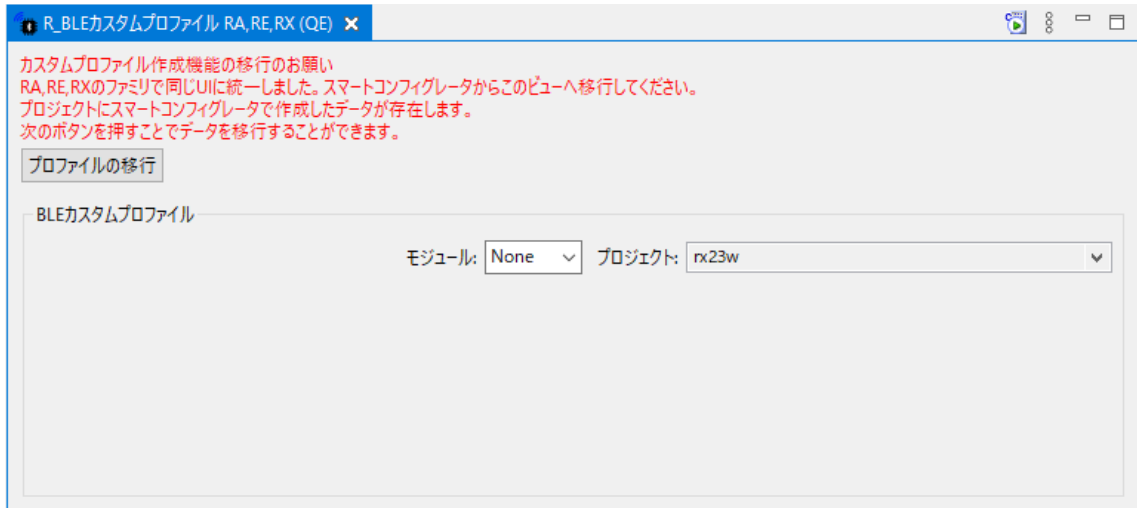 R_BLEカスタムプロファイル RA,RE,RX (QE)
カスタムプロファイル作成機能の移行のお願い
RA,RE,RXのファミリで同じUIに統一しました。スマートコンフィグレータからこのビューへ移行してください。
プロジェクトにスマートコンフィグレータで作成したデータが存在します。
次のボタンを押すことでデータを移行することができます。
プロファイルの移行
BLEカスタムプロファイル
モジュール: None プロジェクト: rx23w